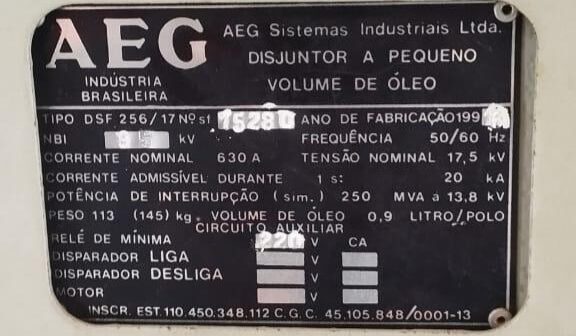 AEG
AEG Sistemas Industriais Ltda.
INDÚSTRIA
BRASILEIRA
DISJUNTOR A PEQUENO
VOLUME DE ÓLEO
TIPO DSF 256/17 Nº sf 15280 ANO DE FABRICAÇÃO 199
NBI kV FREQUÊNCIA 50/60 Hz
CORRENTE NOMINAL 630 A TENSÃO NOMINAL 17,5 kV
CORRENTE ADMISSÍVEL DURANTE 1 s: 20 kA
POTÊNCIA DE INTERRUPÇÃO (sim.) 250 MVA a 13,8 kV
PESO 113 (145) kg. VOLUME DE ÓLEO 0,9 LITRO/POLO
CIRCUITO AUXILIAR
RELÉ DE MÍNIMA 220 V CA
DISPARADOR LIGA V
DISPARADOR DESLIGA V
MOTOR V
INSCR. EST. 110.450.348.112 C.G.C. 45.105.848/0001-13